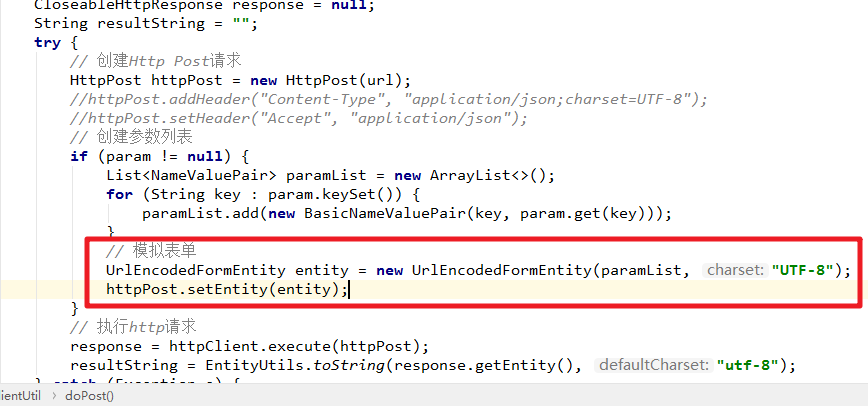 CloseableHttpResponse response = null;
String resultString = "";
try {
// 创建Http Post请求
HttpPost httpPost = new HttpPost(url);
//httpPost.addHeader("Content-Type", "application/json;charset=UTF-8");
//httpPost.setHeader("Accept", "application/json");
// 创建参数列表
if (param != null) {
List<NameValuePair> paramList = new ArrayList<>();
for (String key : param.keySet()) {
paramList.add(new BasicNameValuePair(key, param.get(key)));
}
// 模拟表单
UrlEncodedFormEntity entity = new UrlEncodedFormEntity(paramList, charset: "UTF-8");
httpPost.setEntity(entity);
}
// 执行http请求
response = httpClient.execute(httpPost);
resultString = EntityUtils.toString(response.getEntity(), defaultCharset: "utf-8");
} catch (Exception e) {
ientUtil › doPost()